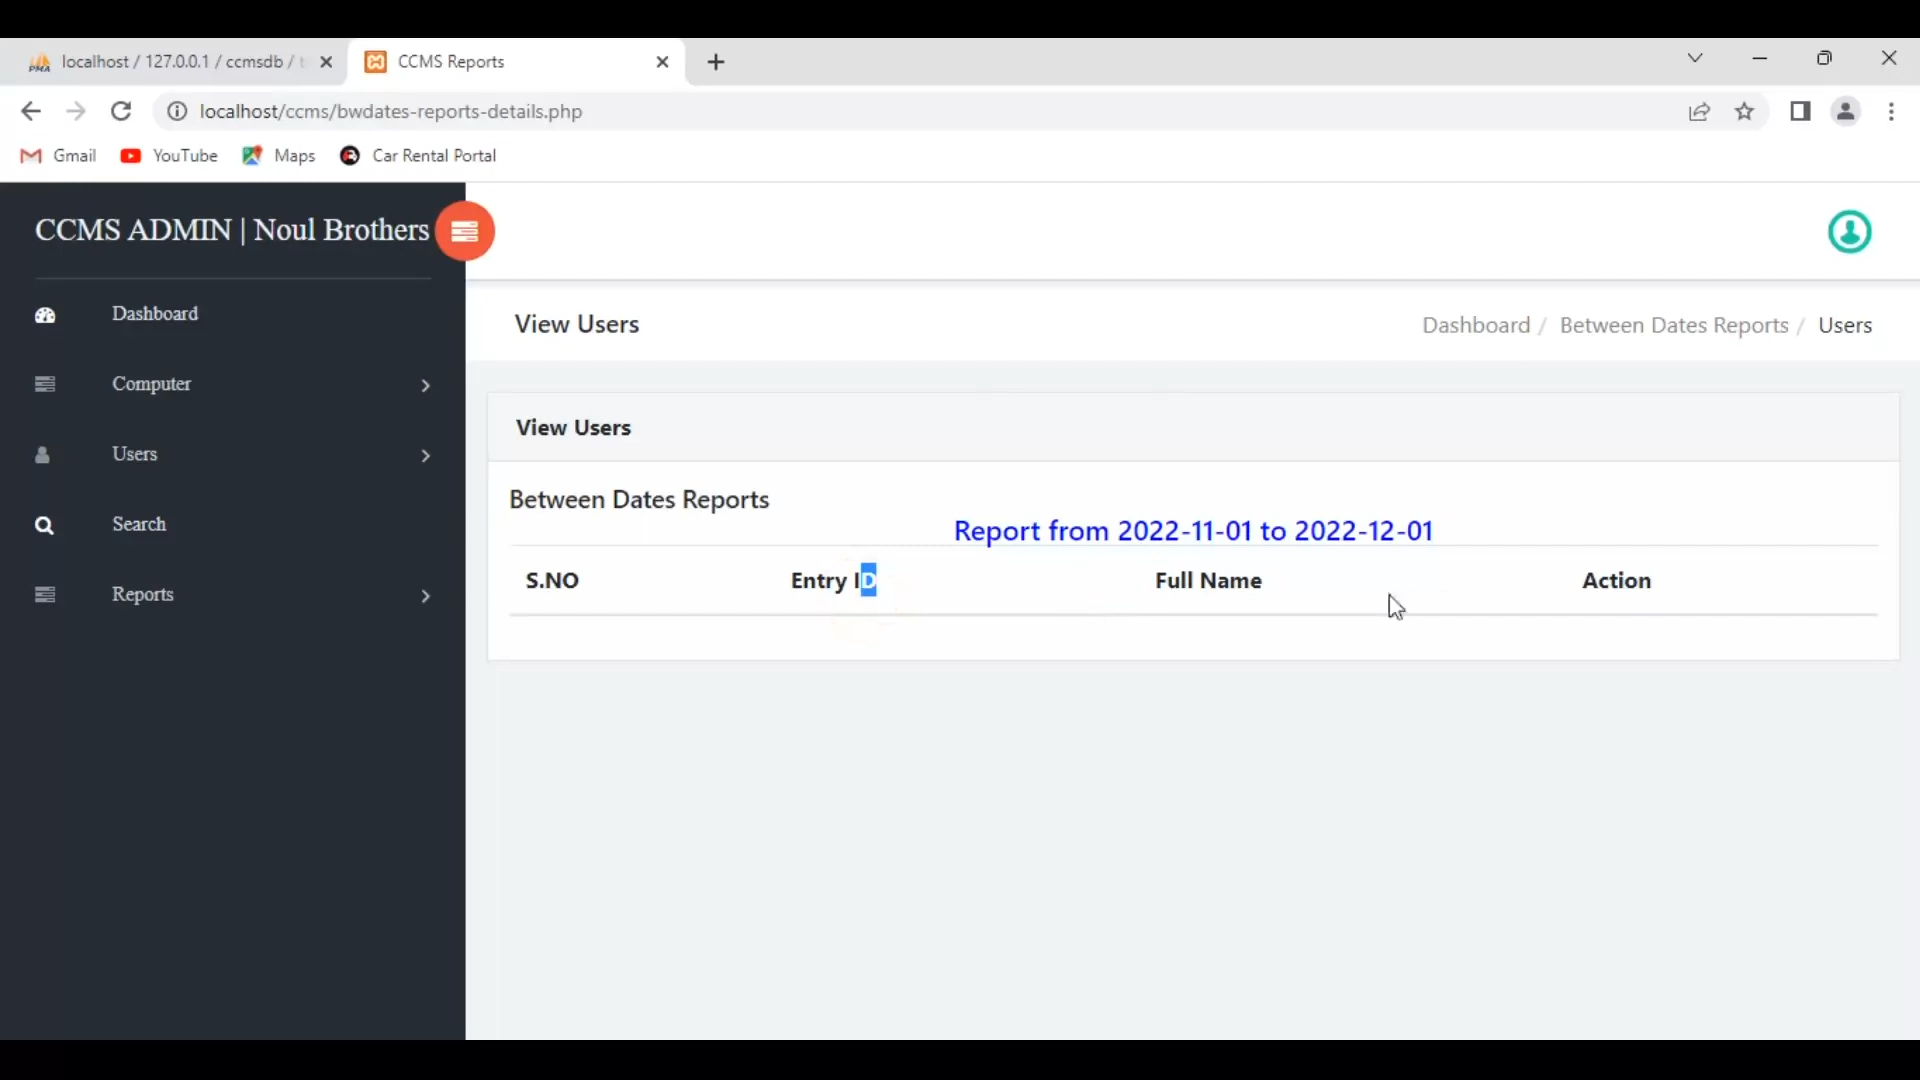 localhost / 127.0.0.1 / ccmsdb /
CCMS Reports
localhost/ccms/bwdates-reports-details.php
Gmail
YouTube
Maps
Car Rental Portal
CCMS ADMIN | Noul Brothers
Dashboard
Computer
Users
Search
Reports
View Users
Dashboard / Between Dates Reports / Users
View Users
Between Dates Reports
Report from 2022-11-01 to 2022-12-01
S.NO Entry ID Full Name Action